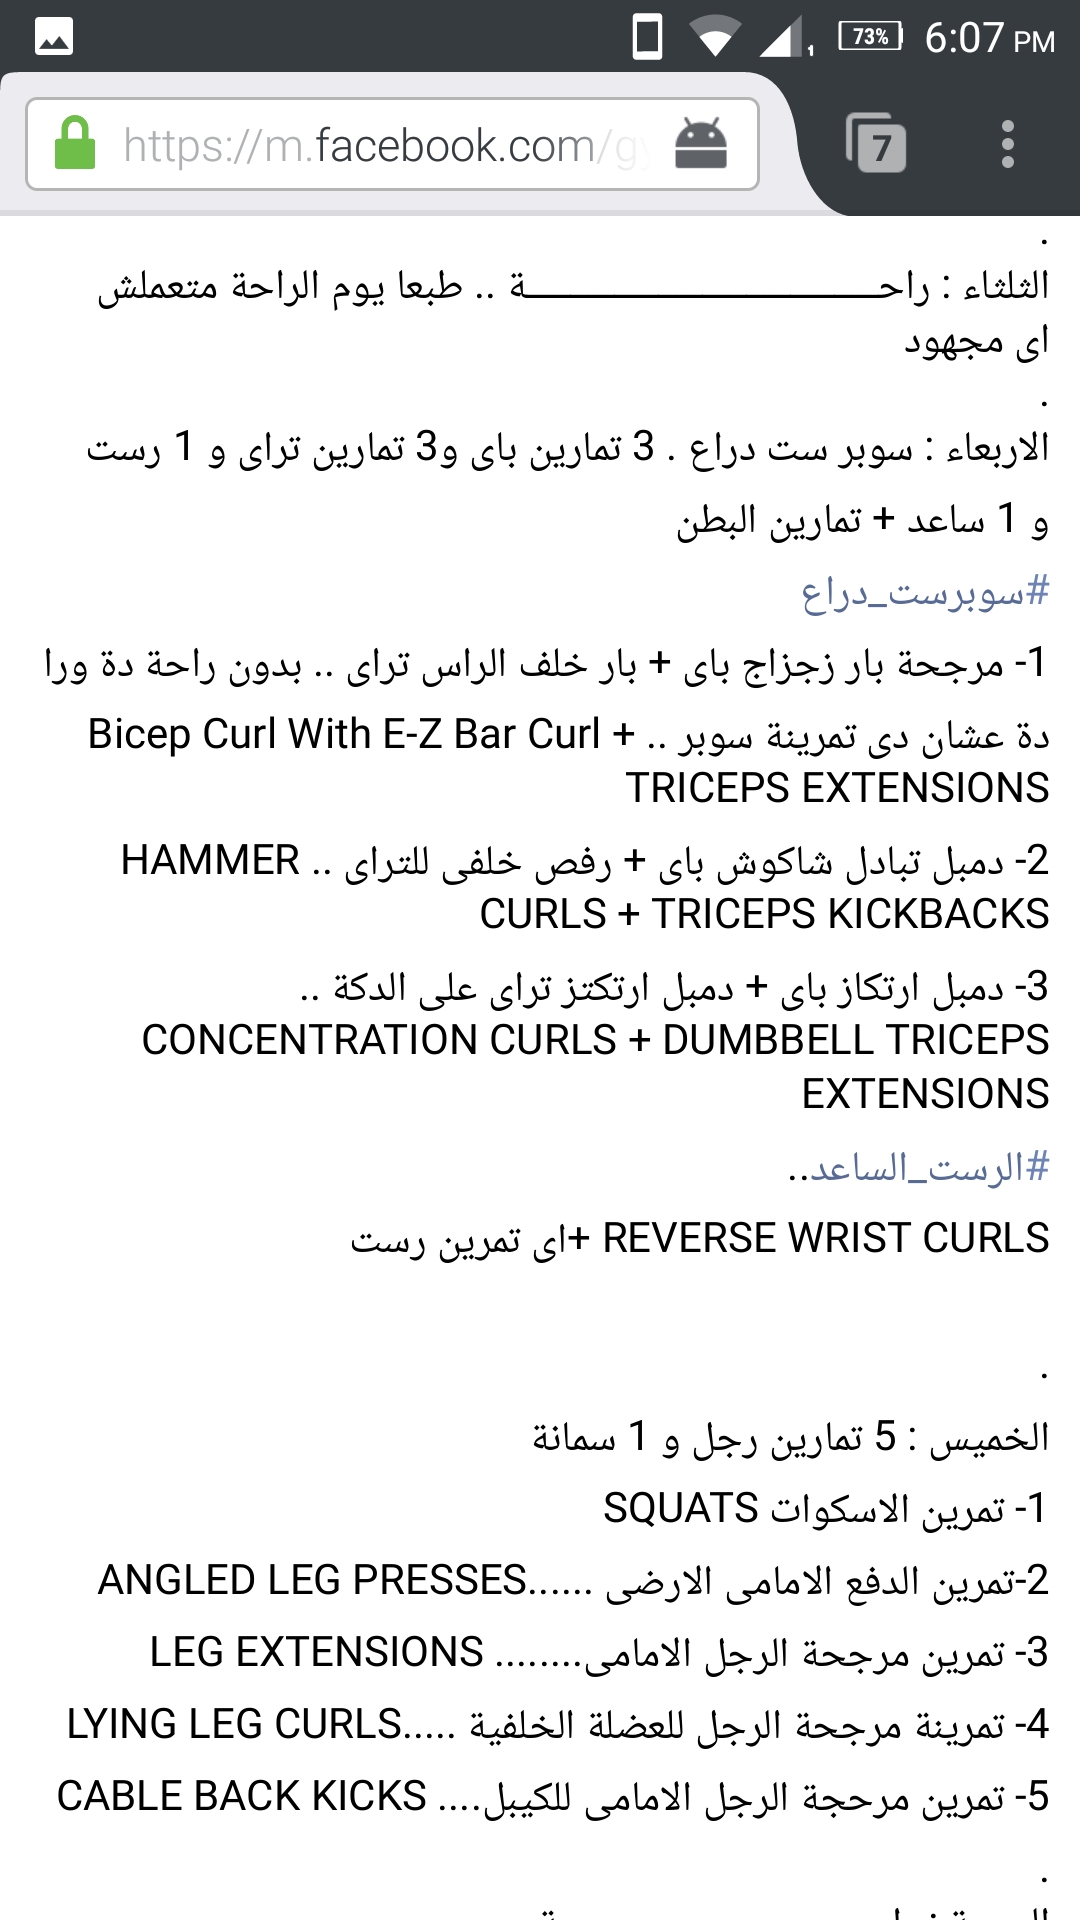 6:07 PM
73%
1
https://m.facebook.com/gy
7
.
الثلثاء : راحـــــــــــــــــــــــــــــــة .. طبعا يوم الراحة متعملش
اى مجهود
.
الاربعاء : سوبر ست دراع . 3 تمارين باى و3 تمارين تراى و 1 رست
و 1 ساعد + تمارين البطن
#سوبرست_دراع
1- مرجحة بار زجزاج باى + بار خلف الراس تراى .. بدون راحة دة ورا
دة عشان دى تمرينة سوبر .. Bicep Curl With E-Z Bar Curl +
TRICEPS EXTENSIONS
2- دمبل تبادل شاكوش باى + رفص خلفى للتراى .. HAMMER
CURLS + TRICEPS KICKBACKS
3- دمبل ارتكاز باى + دمبل ارتكتز تراى على الدكة ..
CONCENTRATION CURLS + DUMBBELL TRICEPS
EXTENSIONS
#الرست_الساعد..
REVERSE WRIST CURLS +اى تمرين رست
.
الخميس : 5 تمارين رجل و 1 سمانة
1- تمرين الاسكوات SQUATS
2-تمرين الدفع الامامى الارضى ......ANGLED LEG PRESSES
3- تمرين مرجحة الرجل الامامى........ LEG EXTENSIONS
4- تمرينة مرجحة الرجل للعضلة الخلفية .....LYING LEG CURLS
5- تمرين مرحجة الرجل الامامى للكيبل.... CABLE BACK KICKS
.